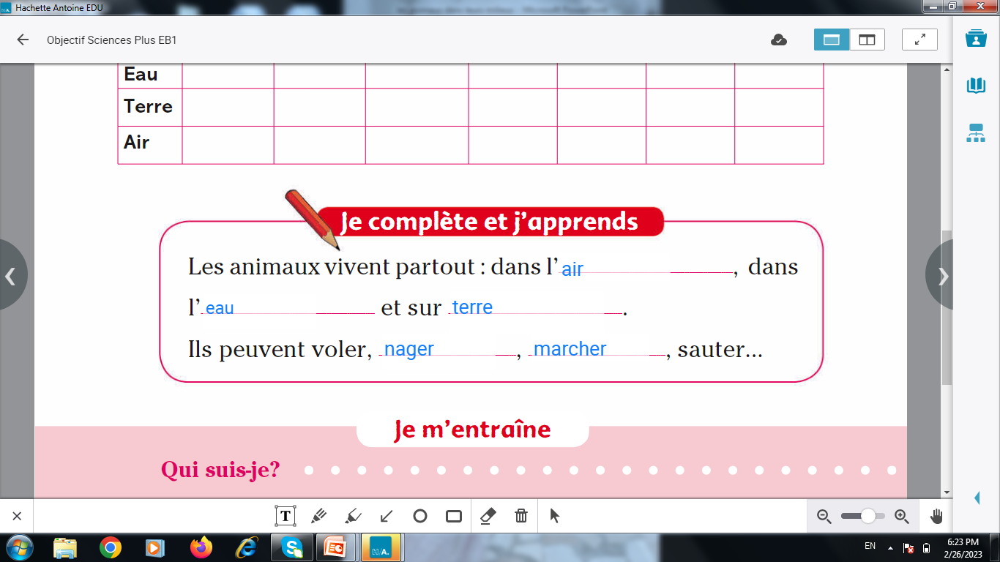 Hachette Antoine EDU
Objectif Sciences Plus EB1
Eau
Terre
Air
Je complète et j'apprends
Les animaux vivent partout : dans l'air, dans
l'eau et sur terre.
Ils peuvent voler, nager, marcher, sauter...
Je m'entraîne
Qui suis-je?
T
H/A.
EN
6:23 PM
2/26/2023